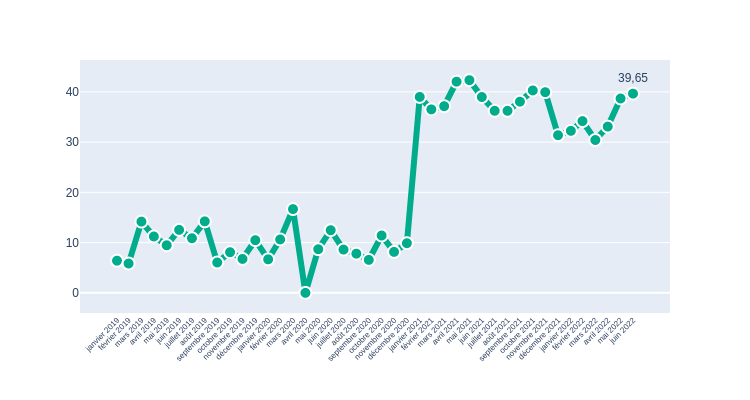 39,65
40
30
20
10
0
janvier 2019
février 2019
mars 2019
avril 2019
mai 2019
juin 2019
juillet 2019
août 2019
septembre 2019
octobre 2019
novembre 2019
décembre 2019
janvier 2020
février 2020
mars 2020
avril 2020
mai 2020
juin 2020
juillet 2020
août 2020
septembre 2020
octobre 2020
novembre 2020
décembre 2020
janvier 2021
février 2021
mars 2021
avril 2021
mai 2021
juin 2021
juillet 2021
août 2021
septembre 2021
octobre 2021
novembre 2021
décembre 2021
janvier 2022
février 2022
mars 2022
avril 2022
mai 2022
juin 2022